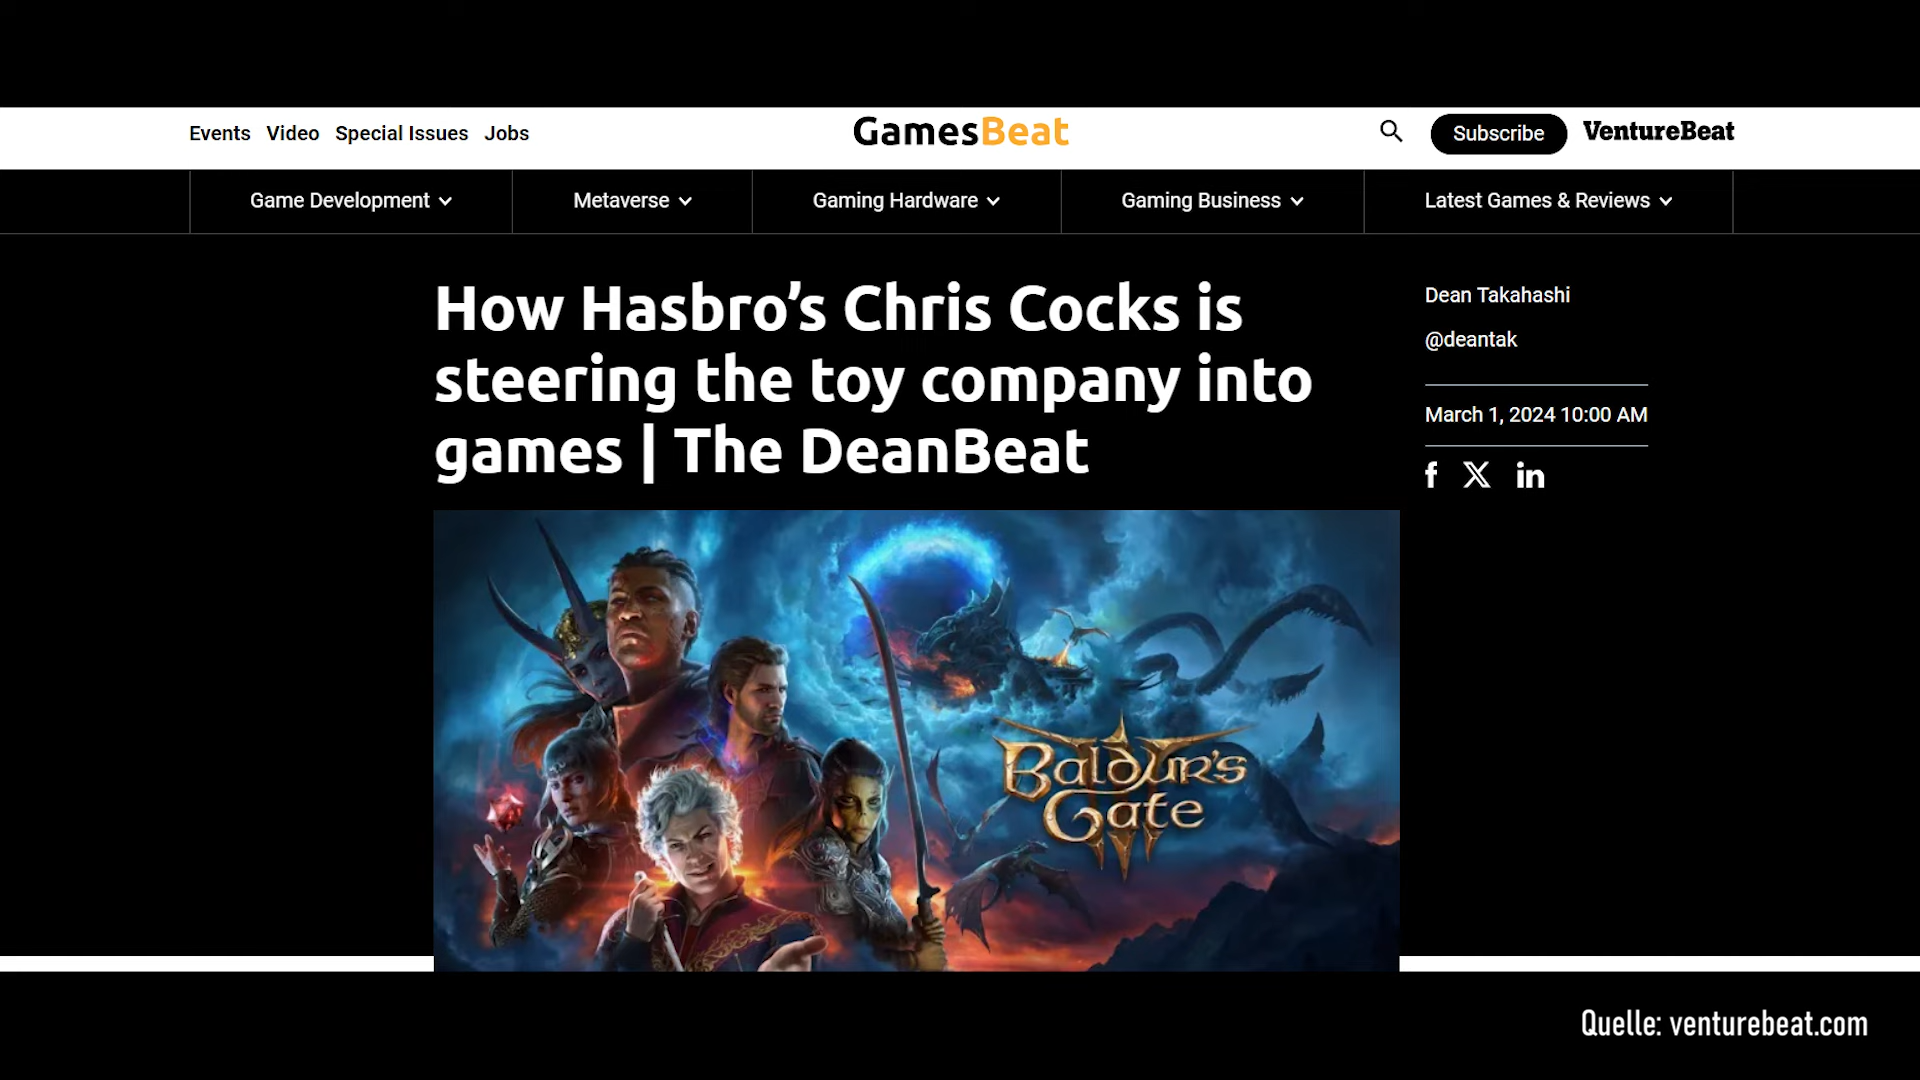 Events Video Special Issues Jobs
GamesBeat
Subscribe
VentureBeat
Game Development
Metaverse
Gaming Hardware
Gaming Business
Latest Games & Reviews
How Hasbro’s Chris Cocks is
steering the toy company into
games | The DeanBeat
Dean Takahashi
@deantak
March 1, 2024 10:00 AM
f X in
Baldur's
Gate
III
Quelle: venturebeat.com